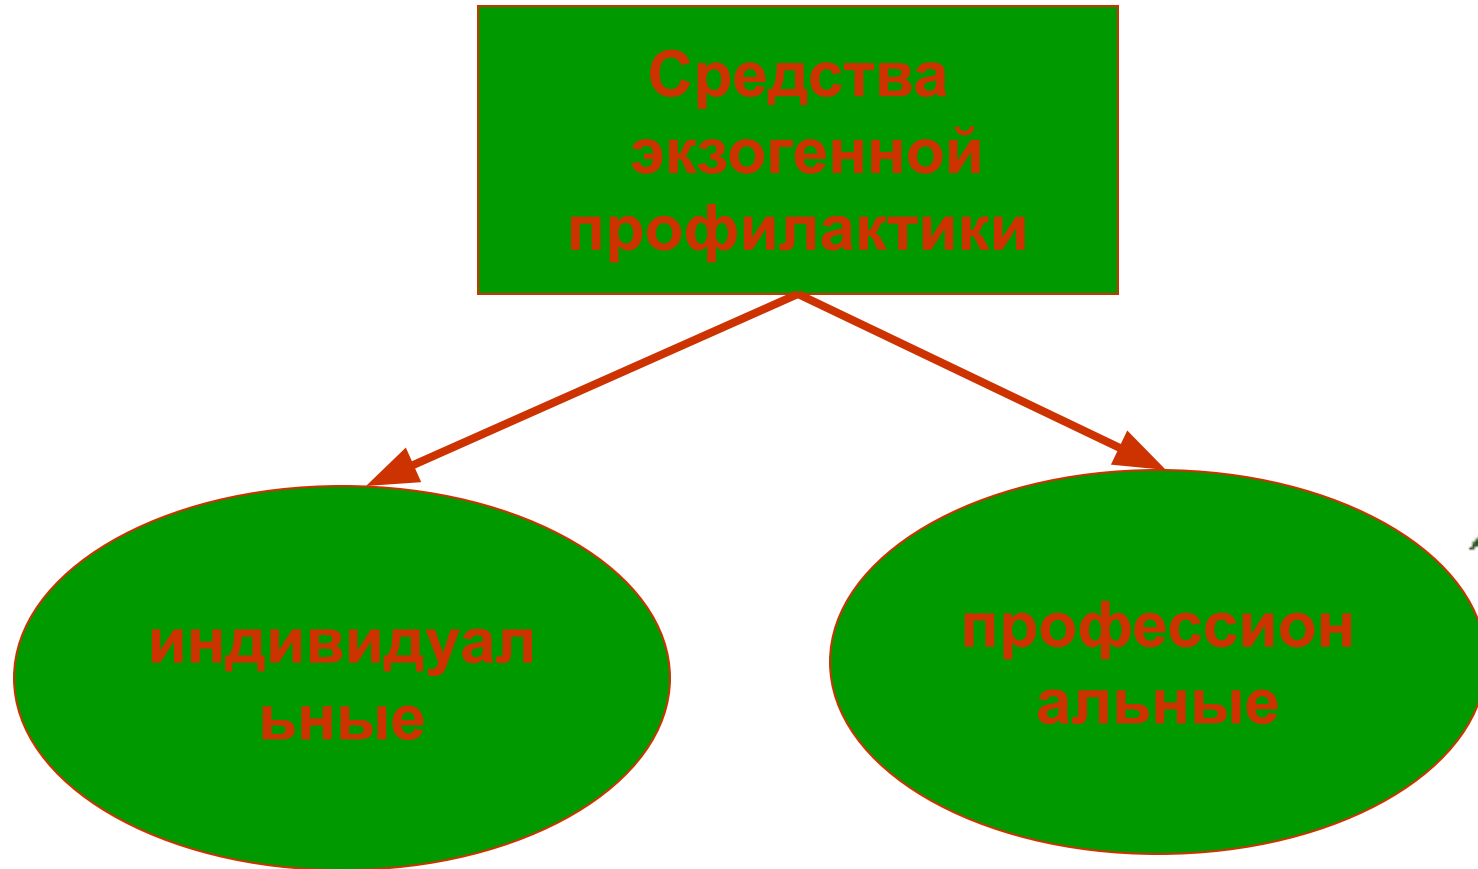 Средства
экзогенной
профилактики
индивидуал
ьные
профессион
альные